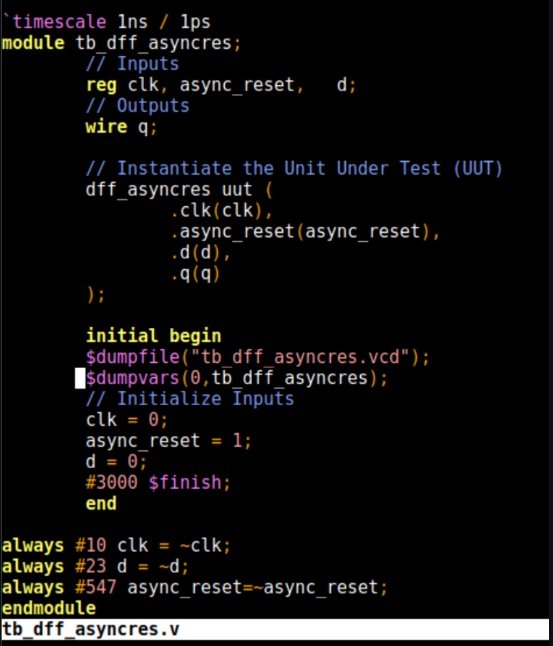 `timescale 1ns / 1ps
module tb_dff_asyncres;
        // Inputs
        reg clk, async_reset,   d;
        // Outputs
        wire q;

        // Instantiate the Unit Under Test (UUT)
        dff_asyncres uut (
                .clk(clk),
                .async_reset(async_reset),
                .d(d),
                .q(q)
        );

        initial begin
        $dumpfile("tb_dff_asyncres.vcd");
        $dumpvars(0,tb_dff_asyncres);
        // Initialize Inputs
        clk = 0;
        async_reset = 1;
        d = 0;
        #3000 $finish;
        end

always #10 clk = ~clk;
always #23 d = ~d;
always #547 async_reset=~async_reset;
endmodule
tb_dff_asyncres.v